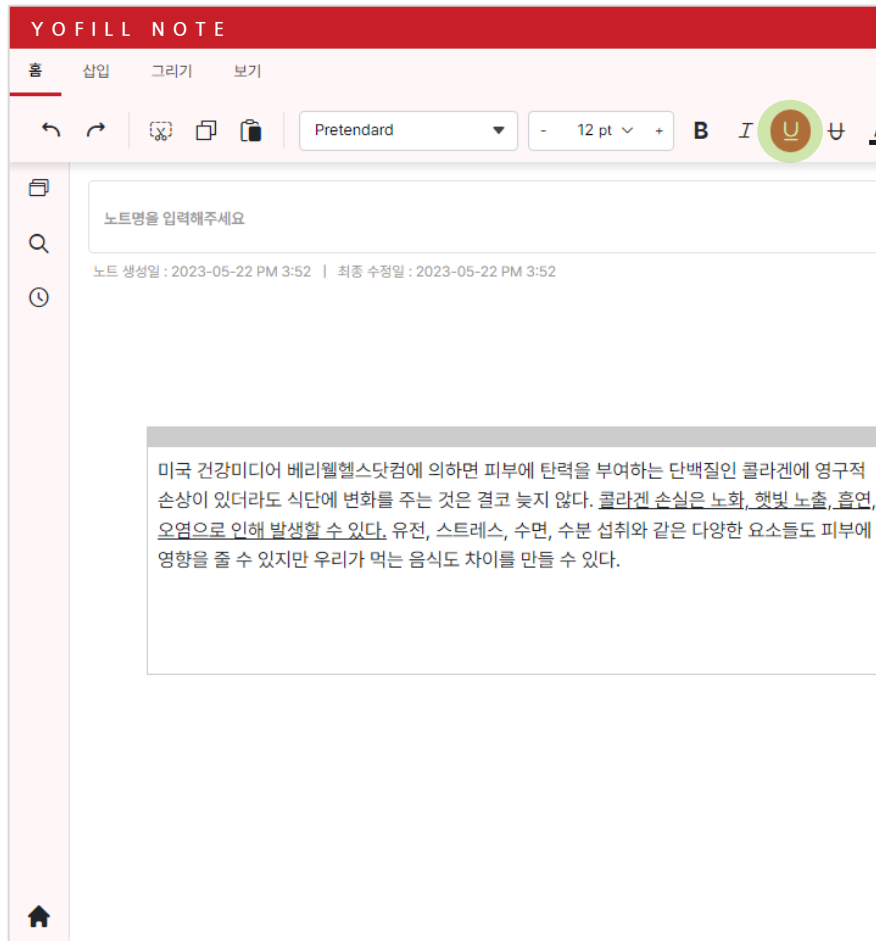 YOFILL NOTE
홈 삽입 그리기 보기
Pretendard - 12 pt + B I U U
노트명을 입력해주세요
노트 생성일 : 2023-05-22 PM 3:52 | 최종 수정일 : 2023-05-22 PM 3:52
미국 건강미디어 베리웰헬스닷컴에 의하면 피부에 탄력을 부여하는 단백질인 콜라겐에 영구적
손상이 있더라도 식단에 변화를 주는 것은 결코 늦지 않다. 콜라겐 손실은 노화, 햇빛 노출, 흡연,
오염으로 인해 발생할 수 있다. 유전, 스트레스, 수면, 수분 섭취와 같은 다양한 요소들도 피부에
영향을 줄 수 있지만 우리가 먹는 음식도 차이를 만들 수 있다.